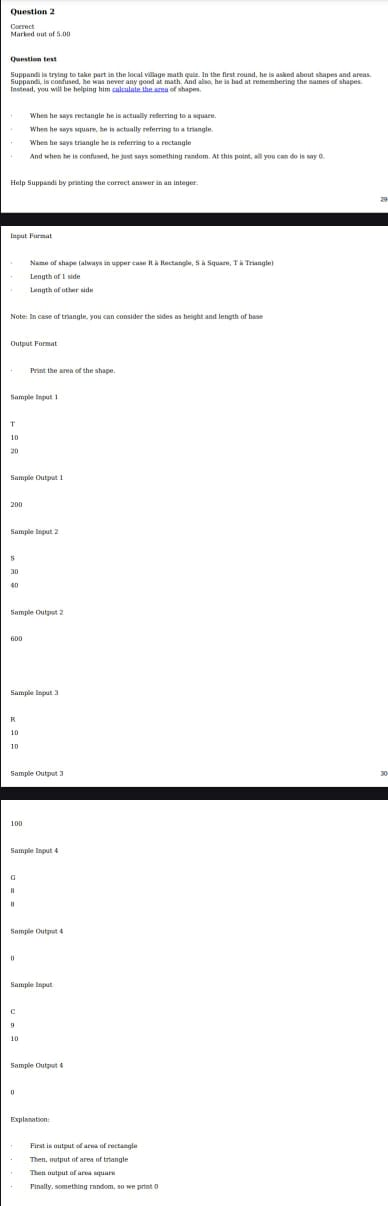 Question 2
Correct
Marked out of 5.00
Question text
Suppandi is trying to take part in the local village math quiz. In the first round, he is asked about shapes and areas.
Suppandi, is confused, he was never any good at math. And also, he is bad at remembering the names of shapes.
Instead, you will be helping him calculate the area of shapes.
· When he says rectangle he is actually referring to a square.
· When he says square, he is actually referring to a triangle.
· When he says triangle he is referring to a rectangle
· And when he is confused, he just says something random. At this point, all you can do is say 0.
Help Suppandi by printing the correct answer in an integer.
29
Input Format
· Name of shape (always in upper case R à Rectangle, S à Square, T à Triangle)
· Length of 1 side
· Length of other side
Note: In case of triangle, you can consider the sides as height and length of base
Output Format
· Print the area of the shape.
Sample Input 1
T
10
20
Sample Output 1
200
Sample Input 2
S
30
40
Sample Output 2
600
Sample Input 3
R
10
10
Sample Output 3
30
100
Sample Input 4
G
8
8
Sample Output 4
0
Sample Input
C
9
10
Sample Output 4
0
Explanation:
· First is output of area of rectangle
· Then, output of area of triangle
· Then output of area square
· Finally, something random, so we print 0